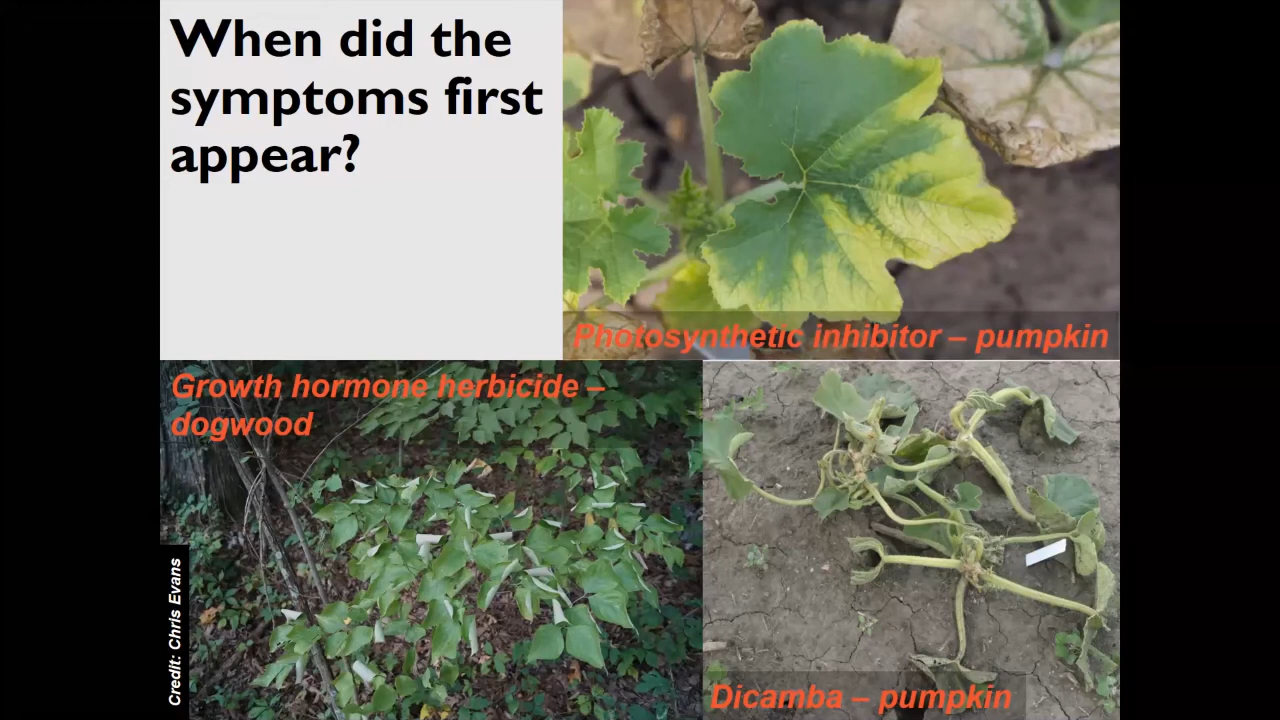 When did the
symptoms first
appear?
Photosynthetic inhibitor – pumpkin
Growth hormone herbicide –
dogwood
Credit: Chris Evans
Dicamba – pumpkin